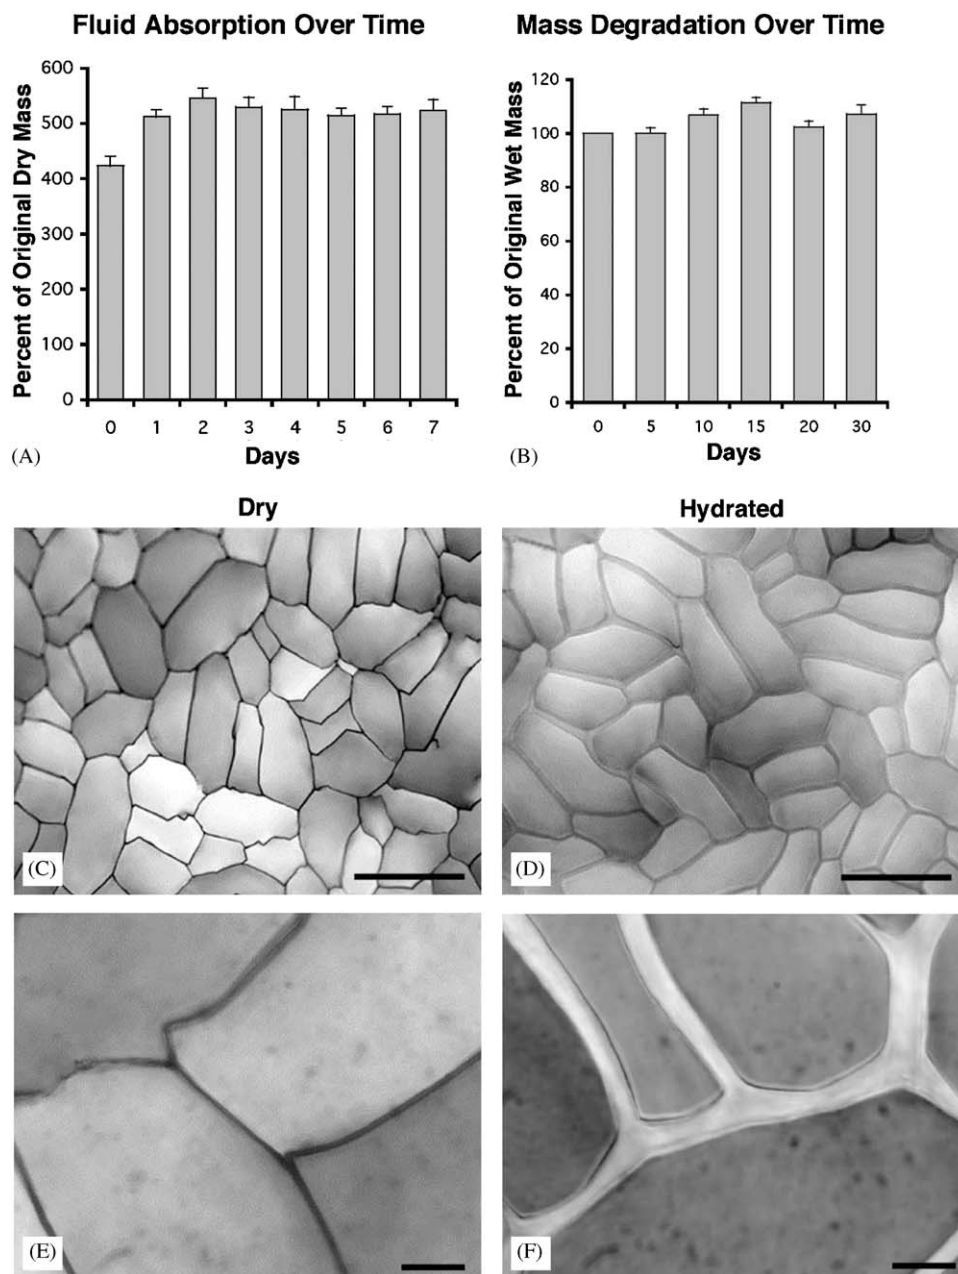 Fluid Absorption Over Time
Percent of Original Dry Mass
600
500
400
300
200
100
0
0 1 2 3 4 5 6 7
Days
(A)
Mass Degradation Over Time
Percent of Original Wet Mass
120
100
80
60
40
20
0
0 5 10 15 20 30
Days
(B)
Dry
Hydrated
(C)
(D)
(E)
(F)